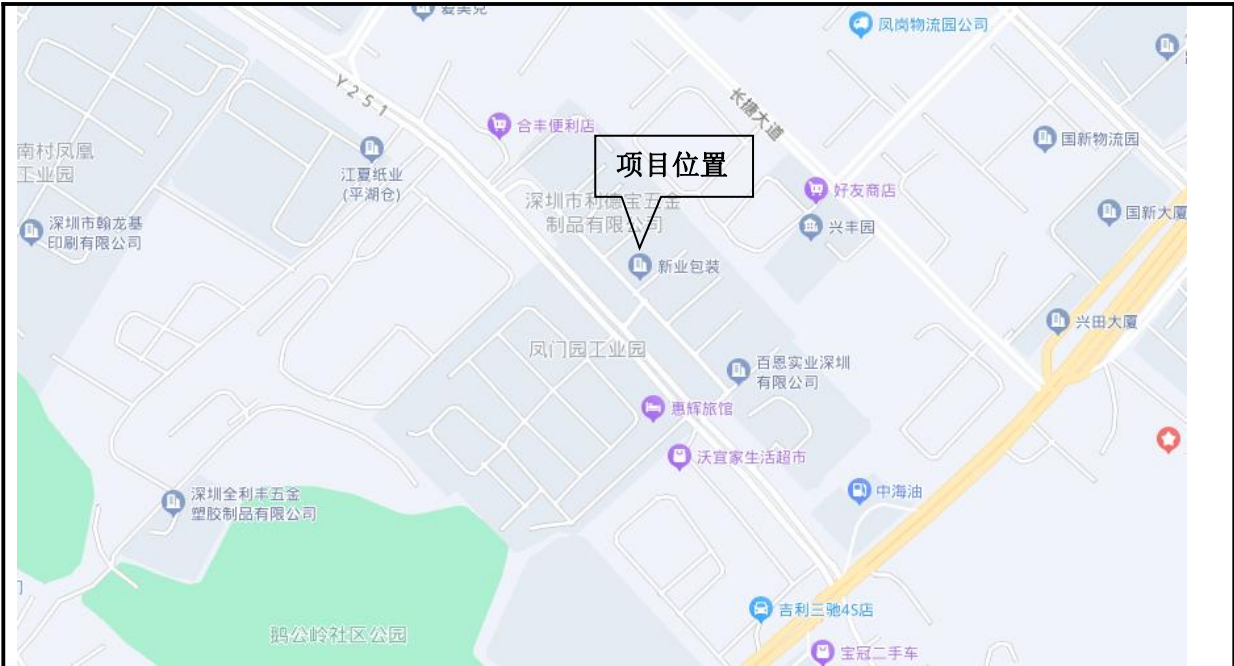 爱美克
凤岗物流园公司
Y251
长塘大道
合丰便利店
国新物流园
南村凤凰
工业园
江夏纸业
(平湖仓)
项目位置
好友商店
深圳市利德宝五金
制品有限公司
国新大厦
深圳市翰龙基
印刷有限公司
兴丰园
新业包装
兴田大厦
凤门园工业园
百恩实业深圳
有限公司
惠辉旅馆
沃宜家生活超市
中海油
深圳全利丰五金
塑胶制品有限公司
吉利三驰4S店
鹅公岭社区公园
宝冠二手车